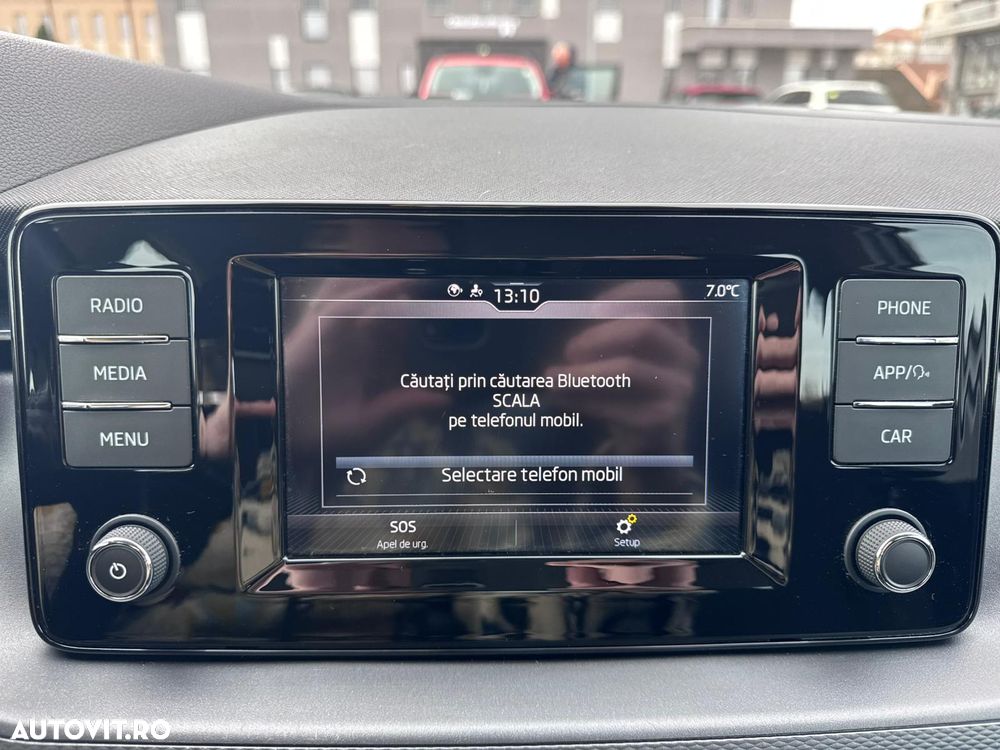 13:10
7.0°C
RADIO
MEDIA
MENU
Căutați prin căutarea Bluetooth
SCALA
pe telefonul mobil.
Selectare telefon mobil
SOS
Apel de urg.
Setup
PHONE
APP/
CAR
AUTOVIT.RO